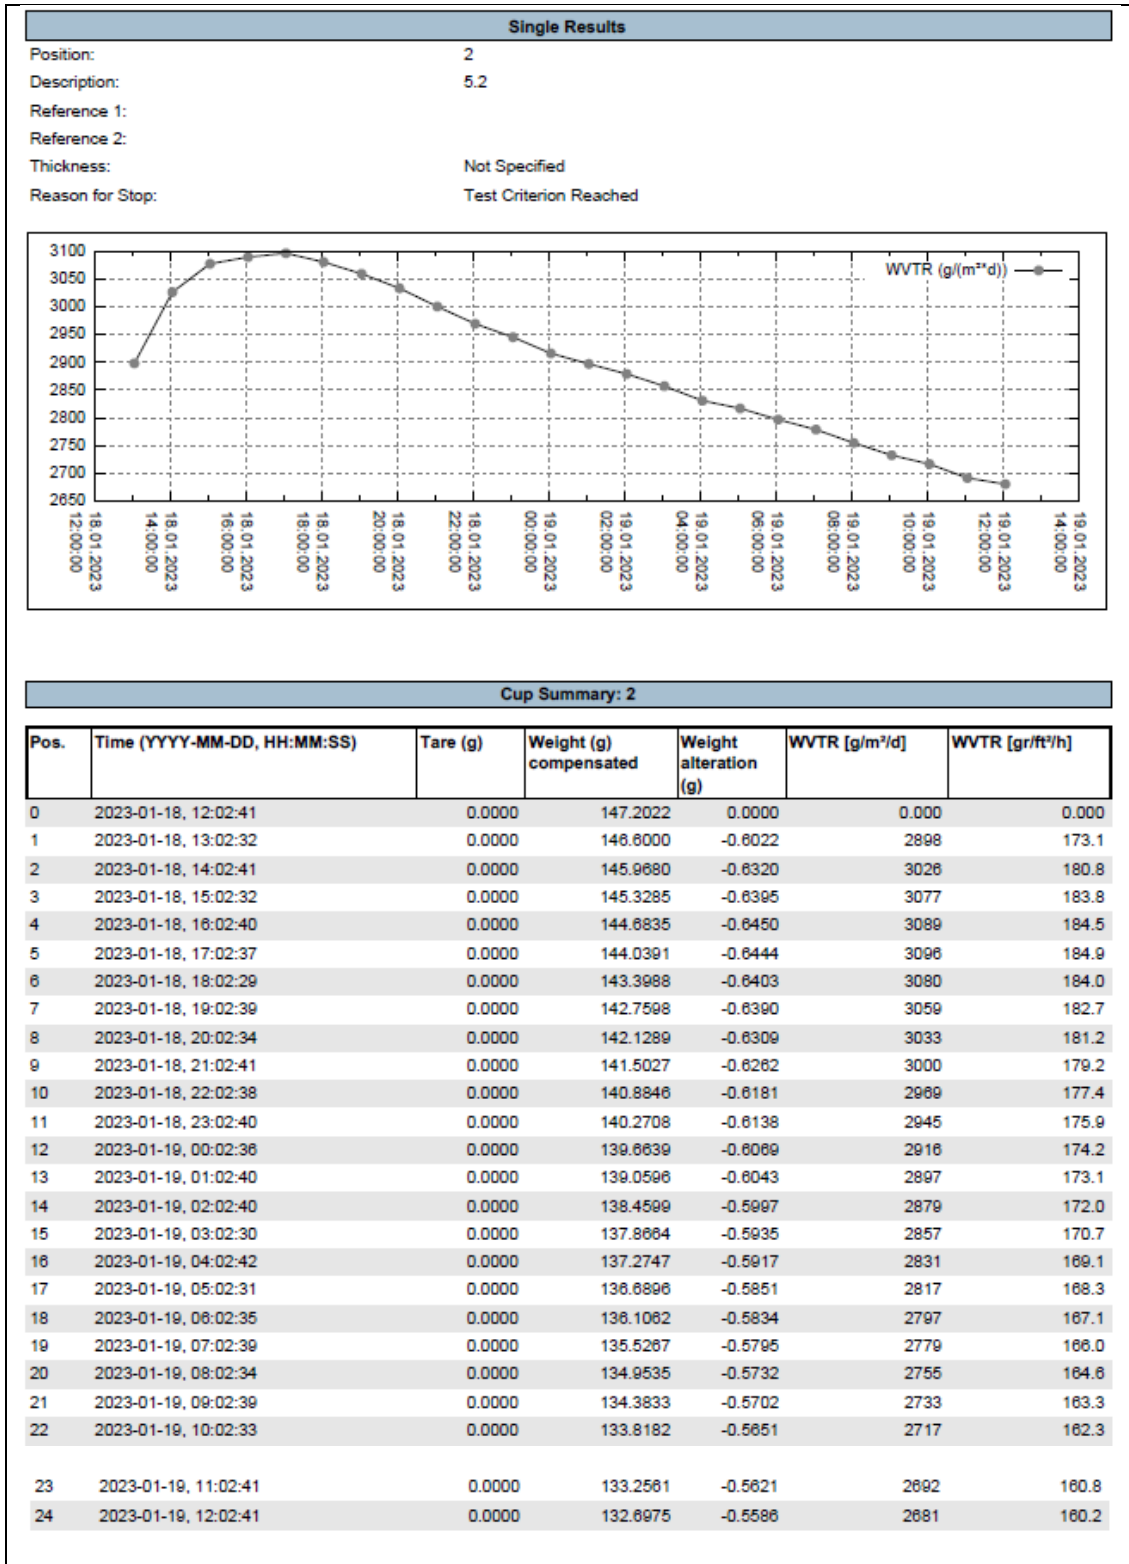 Single Results
Position: 2
Description: 5.2
Reference 1:
Reference 2:
Thickness: Not Specified
Reason for Stop: Test Criterion Reached
WVTR (g/(m²*d))
3100
3050
3000
2950
2900
2850
2800
2750
2700
2650
18.01.2023 12:00:00
18.01.2023 14:00:00
18.01.2023 16:00:00
18.01.2023 18:00:00
18.01.2023 20:00:00
18.01.2023 22:00:00
19.01.2023 00:00:00
19.01.2023 02:00:00
19.01.2023 04:00:00
19.01.2023 06:00:00
19.01.2023 08:00:00
19.01.2023 10:00:00
19.01.2023 12:00:00
19.01.2023 14:00:00
Cup Summary: 2
Pos. Time (YYYY-MM-DD, HH:MM:SS) Tare (g) Weight (g) compensated Weight alteration (g) WVTR [g/m²/d] WVTR [gr/ft²/h]
0 2023-01-18, 12:02:41 0.0000 147.2022 0.0000 0.000 0.000
1 2023-01-18, 13:02:32 0.0000 146.6000 -0.6022 2898 173.1
2 2023-01-18, 14:02:41 0.0000 145.9680 -0.6320 3026 180.8
3 2023-01-18, 15:02:32 0.0000 145.3285 -0.6395 3077 183.8
4 2023-01-18, 16:02:40 0.0000 144.6835 -0.6450 3089 184.5
5 2023-01-18, 17:02:37 0.0000 144.0391 -0.6444 3096 184.9
6 2023-01-18, 18:02:29 0.0000 143.3988 -0.6403 3080 184.0
7 2023-01-18, 19:02:39 0.0000 142.7598 -0.6390 3059 182.7
8 2023-01-18, 20:02:34 0.0000 142.1289 -0.6309 3033 181.2
9 2023-01-18, 21:02:41 0.0000 141.5027 -0.6262 3000 179.2
10 2023-01-18, 22:02:38 0.0000 140.8846 -0.6181 2969 177.4
11 2023-01-18, 23:02:40 0.0000 140.2708 -0.6138 2945 175.9
12 2023-01-19, 00:02:36 0.0000 139.6639 -0.6069 2916 174.2
13 2023-01-19, 01:02:40 0.0000 139.0596 -0.6043 2897 173.1
14 2023-01-19, 02:02:40 0.0000 138.4599 -0.5997 2879 172.0
15 2023-01-19, 03:02:30 0.0000 137.8664 -0.5935 2857 170.7
16 2023-01-19, 04:02:42 0.0000 137.2747 -0.5917 2831 169.1
17 2023-01-19, 05:02:31 0.0000 136.6896 -0.5851 2817 168.3
18 2023-01-19, 06:02:35 0.0000 136.1062 -0.5834 2797 167.1
19 2023-01-19, 07:02:39 0.0000 135.5267 -0.5795 2779 166.0
20 2023-01-19, 08:02:34 0.0000 134.9535 -0.5732 2755 164.6
21 2023-01-19, 09:02:39 0.0000 134.3833 -0.5702 2733 163.3
22 2023-01-19, 10:02:33 0.0000 133.8182 -0.5651 2717 162.3
23 2023-01-19, 11:02:41 0.0000 133.2561 -0.5621 2692 160.8
24 2023-01-19, 12:02:41 0.0000 132.6975 -0.5586 2681 160.2